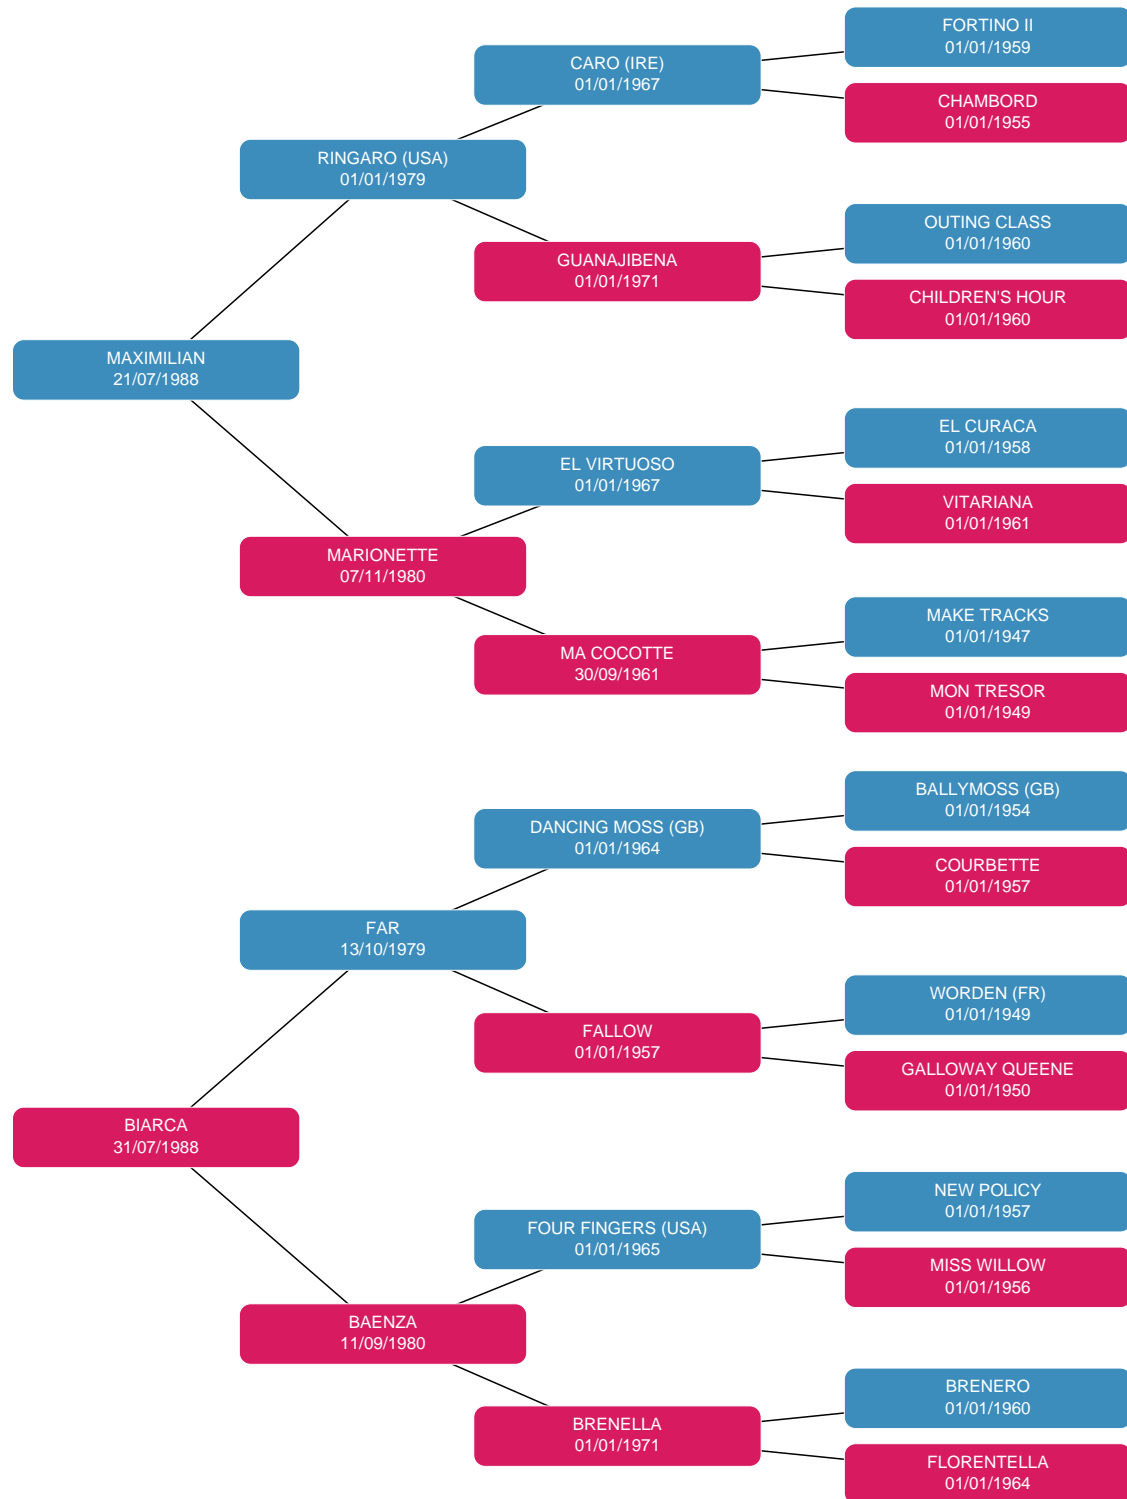 FORTINO II
01/01/1959
CARO (IRE)
01/01/1967
CHAMBORD
01/01/1955
RINGARO (USA)
01/01/1979
OUTING CLASS
01/01/1960
GUANAJIBENA
01/01/1971
CHILDREN'S HOUR
01/01/1960
MAXIMILIAN
21/07/1988
EL CURACA
01/01/1958
EL VIRTUOSO
01/01/1967
VITARIANA
01/01/1961
MARIONETTE
07/11/1980
MAKE TRACKS
01/01/1947
MA COCOTTE
30/09/1961
MON TRESOR
01/01/1949
BALLYMOSS (GB)
01/01/1954
DANCING MOSS (GB)
01/01/1964
COURBETTE
01/01/1957
FAR
13/10/1979
WORDEN (FR)
01/01/1949
FALLOW
01/01/1957
GALLOWAY QUEENE
01/01/1950
BIARCA
31/07/1988
NEW POLICY
01/01/1957
FOUR FINGERS (USA)
01/01/1965
MISS WILLOW
01/01/1956
BAENZA
11/09/1980
BRENERO
01/01/1960
BRENELLA
01/01/1971
FLORENTELLA
01/01/1964